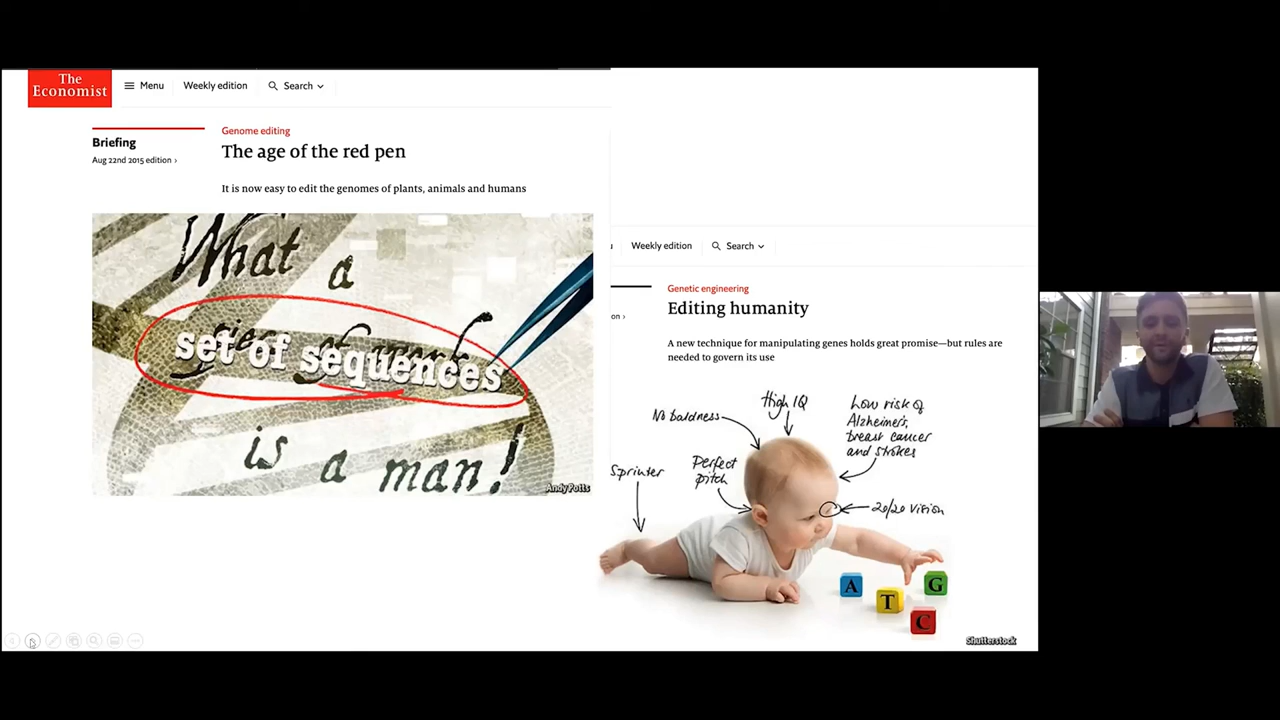 The
Economist
Menu
Weekly edition
Search
Briefing
Aug 22nd 2015 edition ›
Genome editing
The age of the red pen
It is now easy to edit the genomes of plants, animals and humans
What a
set of sequences
is a man!
Andy Potts
Weekly edition
Search
Genetic engineering
Editing humanity
A new technique for manipulating genes holds great promise—but rules are
needed to govern its use
No baldness
High IQ
Low risk of
Alzheimer's,
breast cancer
and strokes
Sprinter
Perfect
pitch
20/20 vision
A
T
G
C
Shutterstock